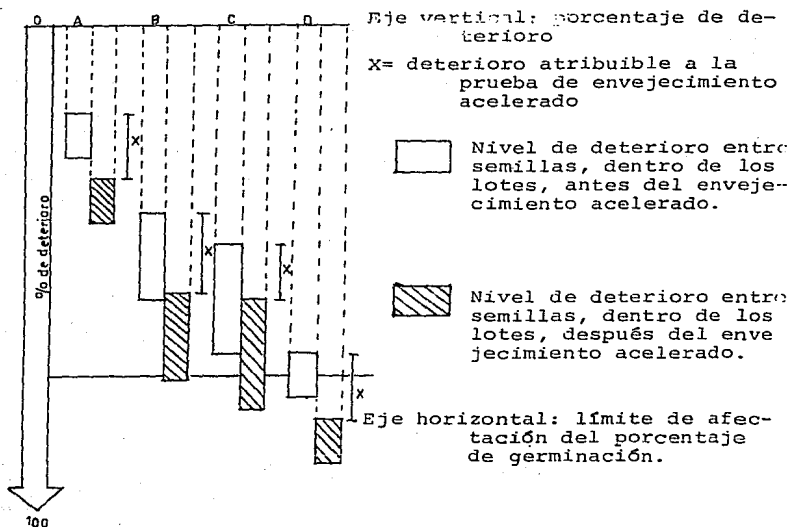 0 A B C D
% de deterioro
x
x
x
x
100
Eje vertical: porcentaje de de-
terioro
X= deterioro atribuible a la
prueba de envejecimiento
acelerado
Nivel de deterioro entre
semillas, dentro de los
lotes, antes del enveje--
cimiento acelerado.
Nivel de deterioro entre
semillas, dentro de los
lotes, después del enve
jecimiento acelerado.
Eje horizontal: límite de afec-
tación del porcentaje
de germinación.